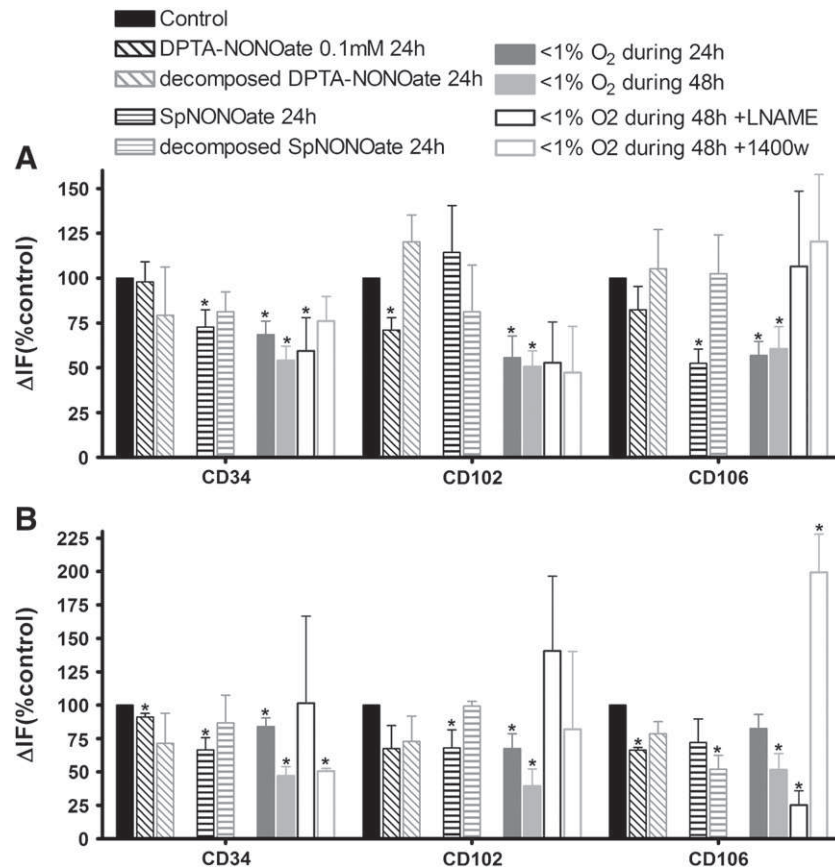 Control
DPTA-NONOate 0.1mM 24h
decomposed DPTA-NONOate 24h
SpNONOate 24h
decomposed SpNONOate 24h
<1% O2 during 24h
<1% O2 during 48h
<1% O2 during 48h +LNAME
<1% O2 during 48h +1400w
A
ΔIF(%control)
150
125
100
75
50
25
0
* * * * *
* * *
* * *
CD34 CD102 CD106
B
ΔIF(%control)
225
200
175
150
125
100
75
50
25
0
* * * * *
* * *
* * * * *
CD34 CD102 CD106